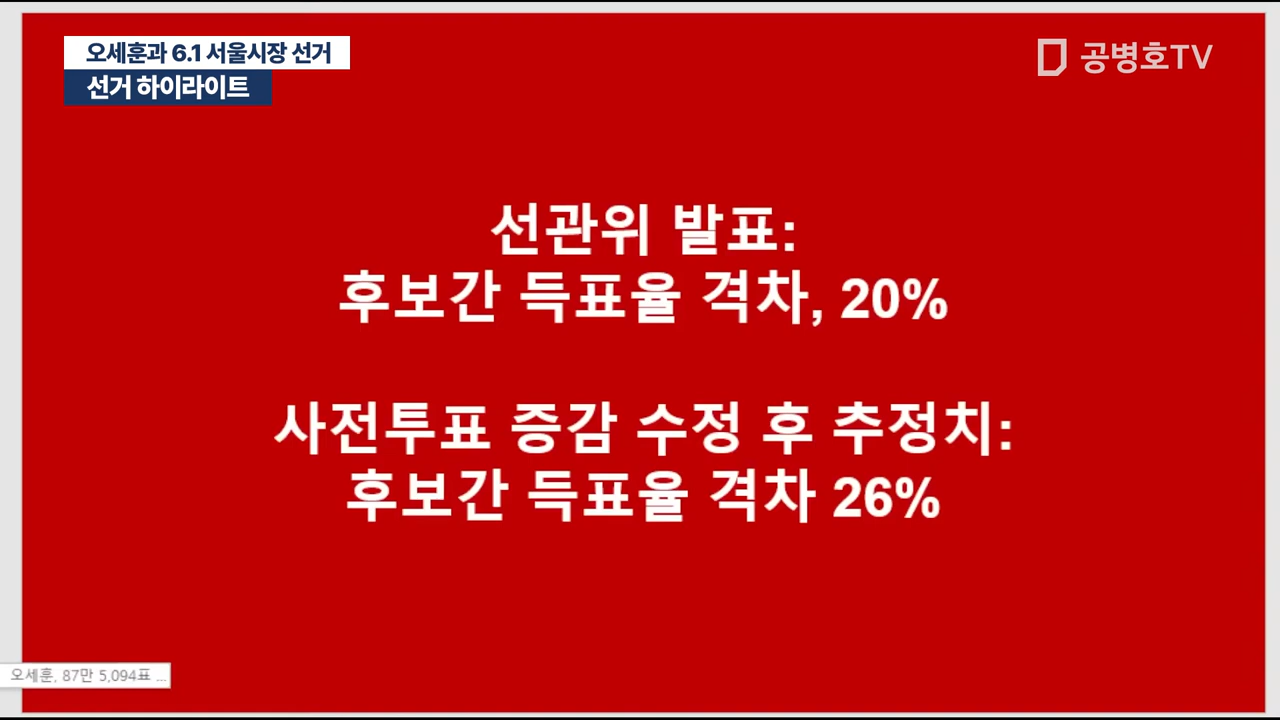 오세훈과 6.1 서울시장 선거
선거 하이라이트
공병호TV
선관위 발표:
후보간 득표율 격차, 20%
사전투표 증감 수정 후 추정치:
후보간 득표율 격차 26%
오세훈, 87만 5,094표 ...